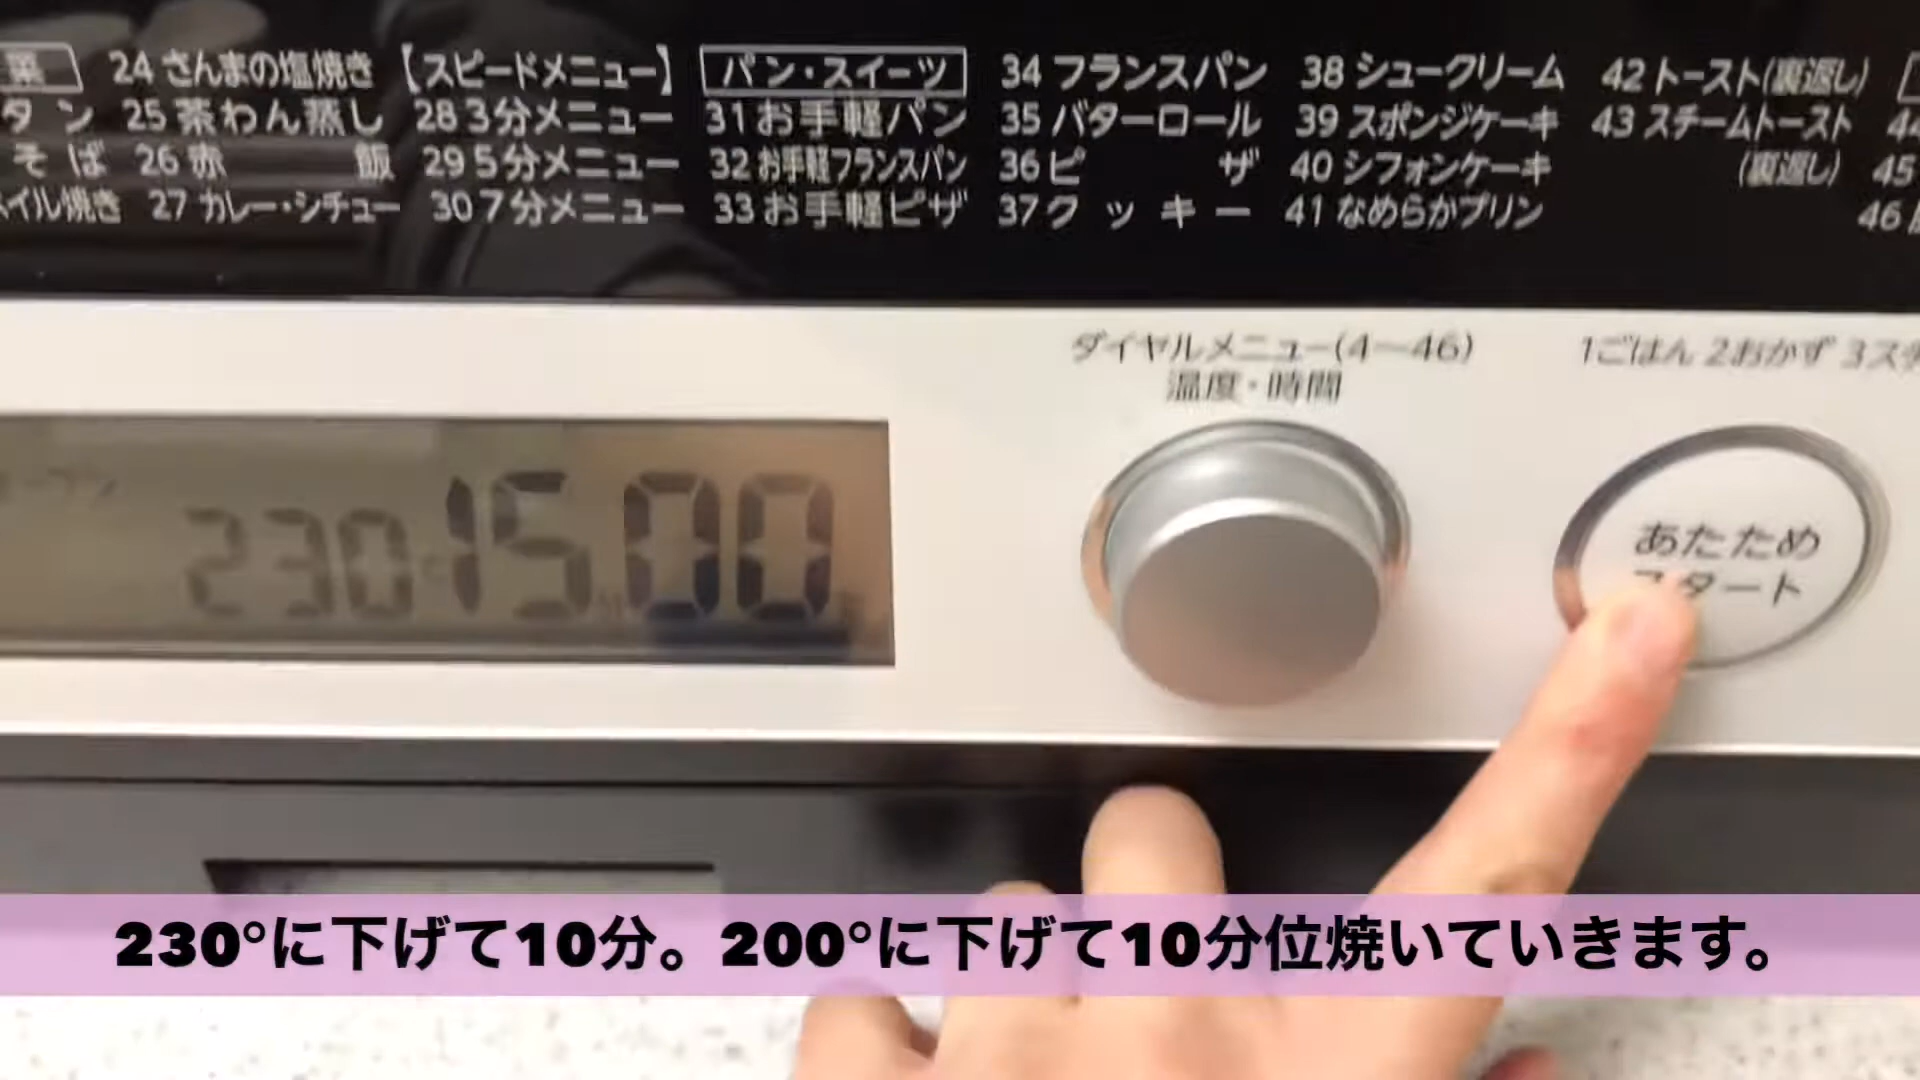 菜 24 さんまの塩焼き 【スピードメニュー】 パン・スイーツ 34 フランスパン 38 シュークリーム 42 トースト(裏返し)
タン 25 茶わん蒸し 28 3分メニュー 31 お手軽パン 35 バターロール 39 スポンジケーキ 43 スチームトースト 44
そば 26 赤飯 29 5分メニュー 32 お手軽フランスパン 36 ピザ 40 シフォンケーキ (裏返し) 45
イル焼き 27 カレー・シチュー 30 7分メニュー 33 お手軽ピザ 37 クッキー 41 なめらかプリン 46
ダイヤルメニュー(4〜46) 1ごはん 2おかず 3ス
温度・時間
230 15 00
あたため
スタート
230°に下げて10分。200°に下げて10分位焼いていきます。